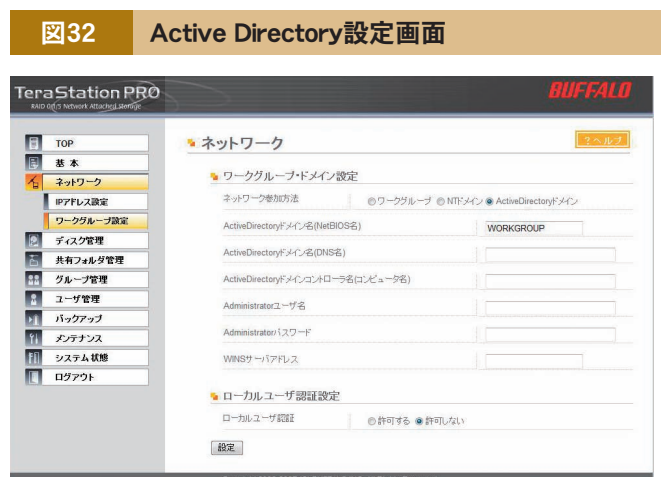 図32 Active Directory設定画面
TeraStation PRO
BUFFALO
TOP
基本
ネットワーク
IPアドレス設定
ワークグループ設定
ディスク管理
共有フォルダ管理
グループ管理
ユーザ管理
バックアップ
メンテナンス
システム状態
ログアウト
ネットワーク
?ヘルプ
ワークグループ・ドメイン設定
ネットワーク参加方法 ワークグループ NTドメイン ActiveDirectoryドメイン
ActiveDirectoryドメイン名(NetBIOS名) WORKGROUP
ActiveDirectoryドメイン名(DNS名)
ActiveDirectoryドメインコントローラ名(コンピュータ名)
Administratorユーザ名
Administratorパスワード
WINSサーバアドレス
ローカルユーザ認証設定
ローカルユーザ認証 許可する 許可しない
設定